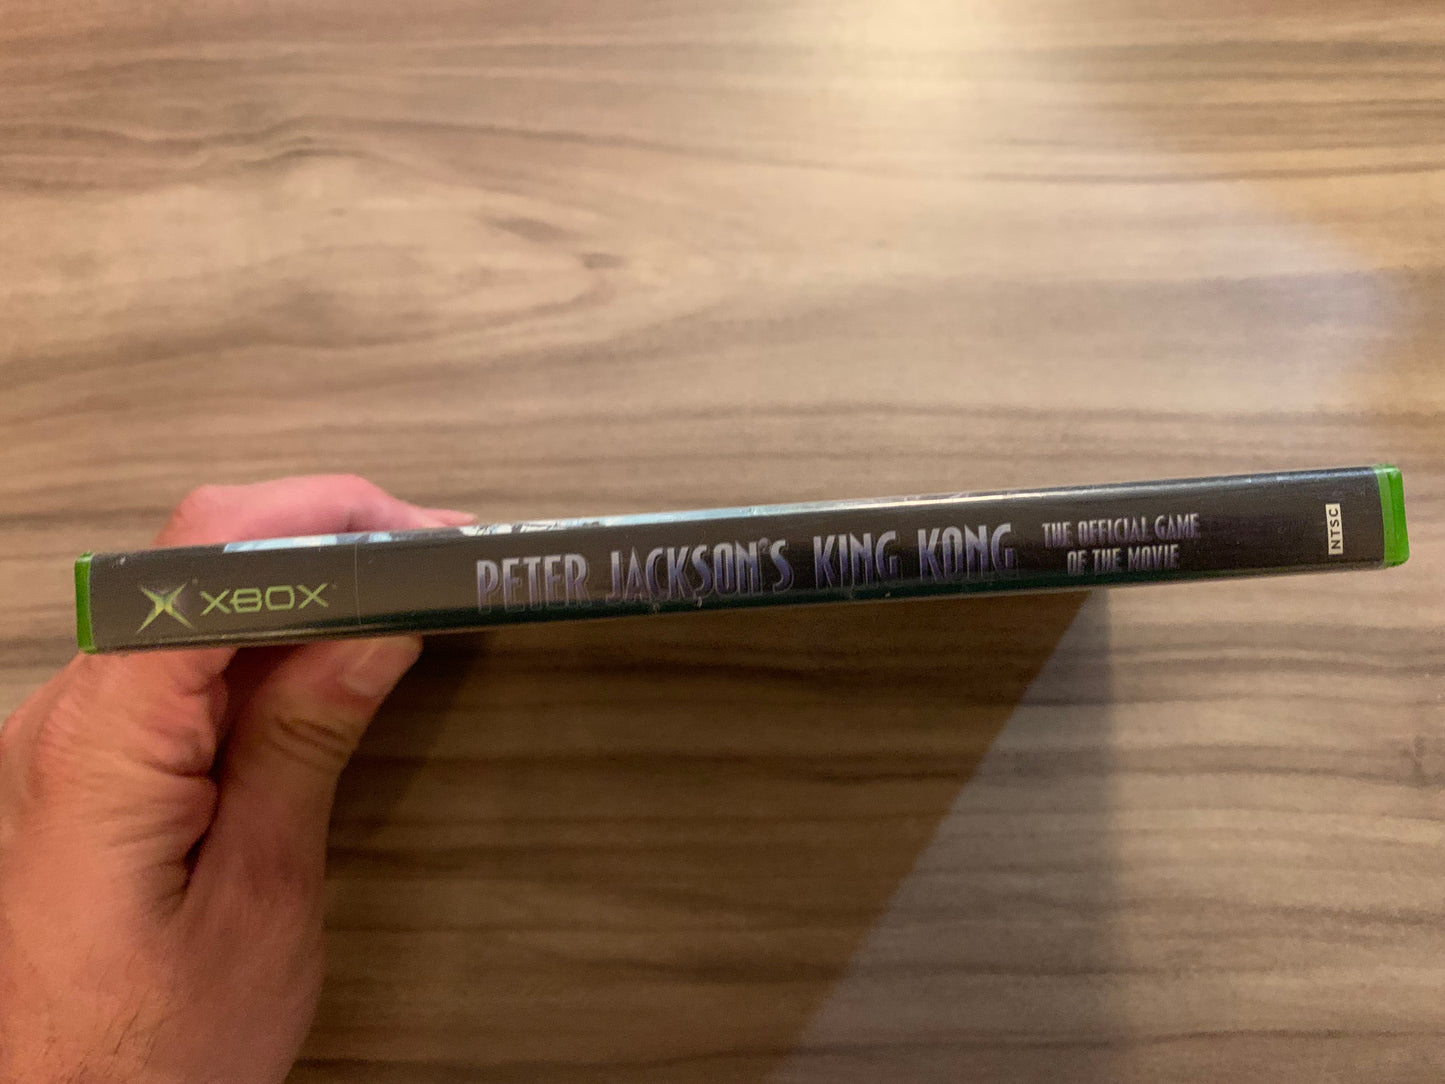 XBOX
PETER JACKSON'S KING KONG
THE OFFICIAL GAME
OF THE MOVIE
NTSC